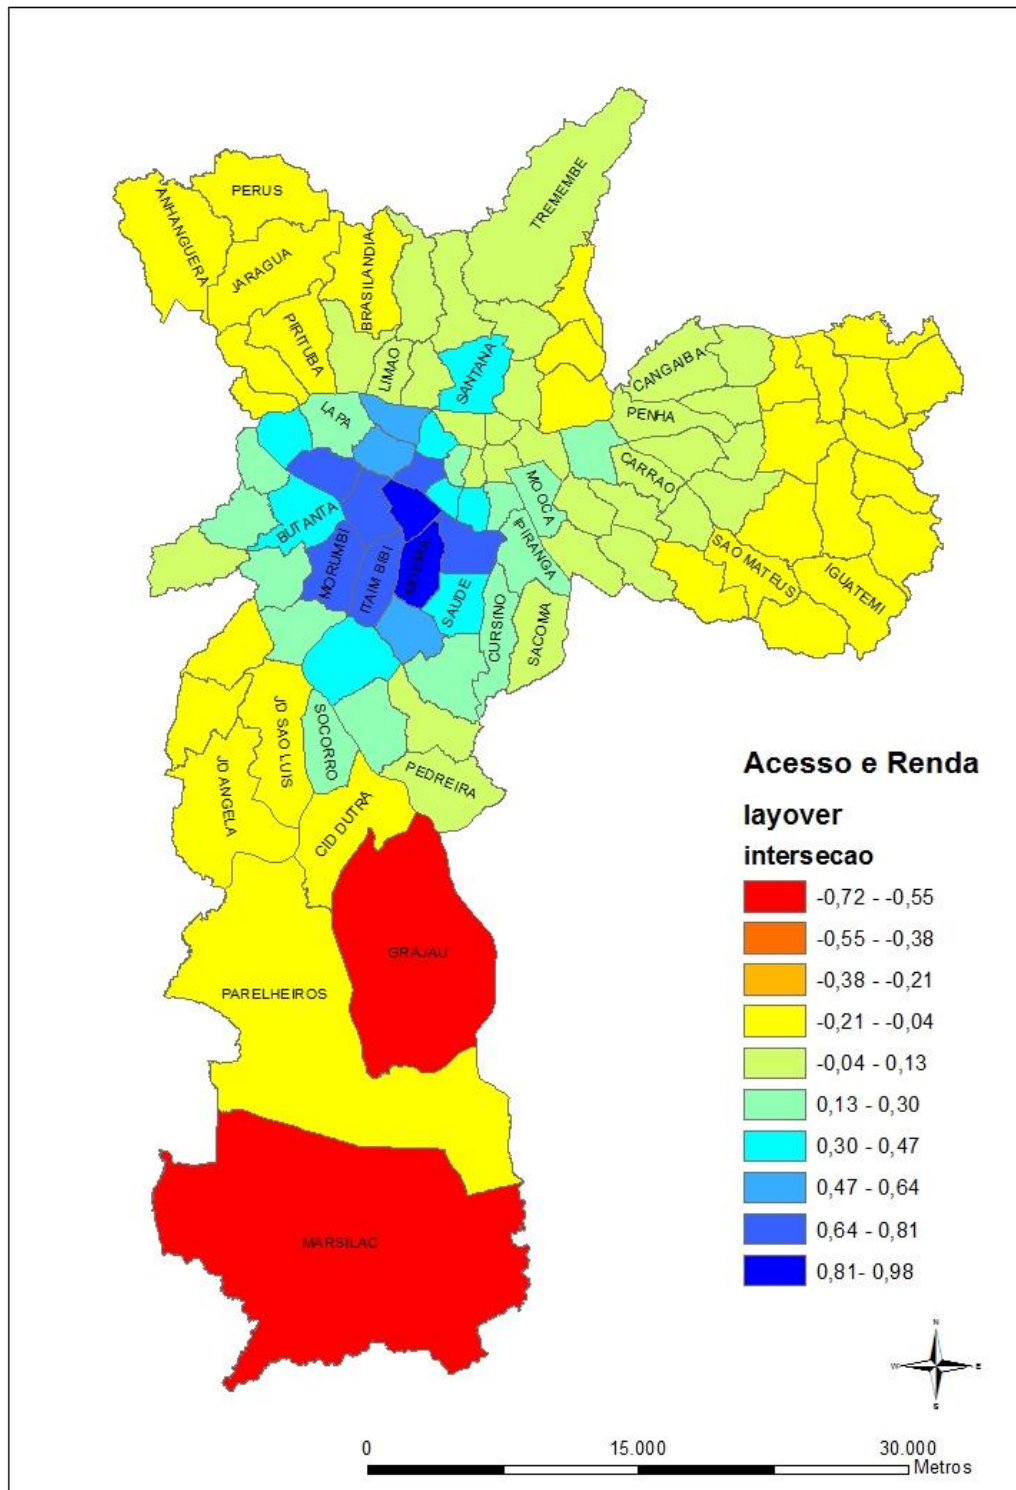 TREMEMBE
PERUS
ANHANGUERA
JARAGUA
BRASILANDIA
PIRITUBA
LIMAO
SANTANA
CANGAIBA
LAPA
PENHA
CARRAO
MOOCA
BUTANTA
IPIRANGA
MORUMBI
ITAIM BIBI
MOEMA
SAUDE
SAO MATEUS
IGUATEMI
CURSINO
SACOMA
JD SAO LUIS
SOCORRO
JD ANGELA
PEDREIRA
CID DUTRA
GRAJAU
PARELHEIROS
MARSILAC
Acesso e Renda
layover
intersecao
-0,72 - -0,55
-0,55 - -0,38
-0,38 - -0,21
-0,21 - -0,04
-0,04 - 0,13
0,13 - 0,30
0,30 - 0,47
0,47 - 0,64
0,64 - 0,81
0,81- 0,98
N
W E
S
0 15.000 30.000
Metros